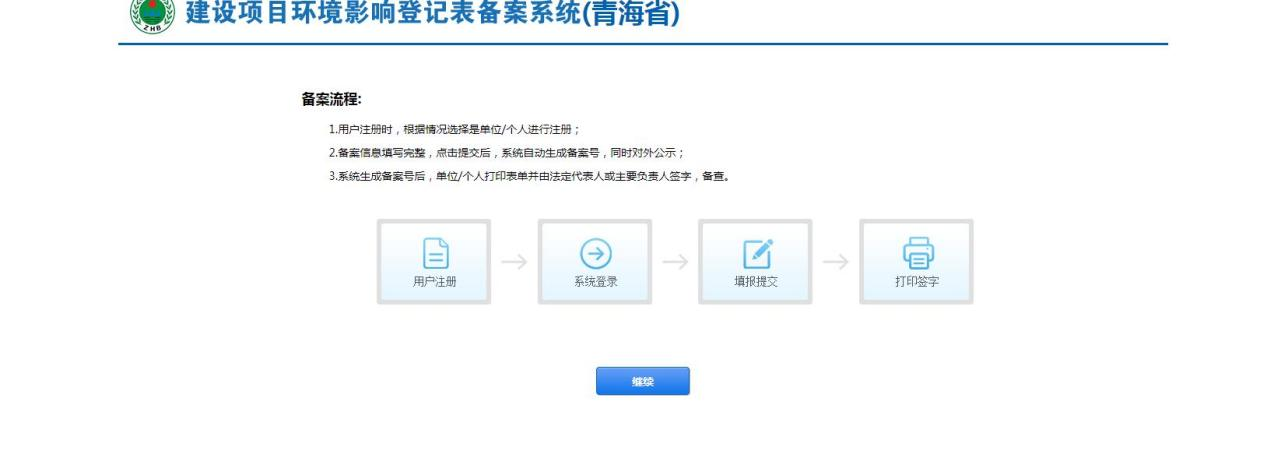 建设项目环境影响登记表备案系统(青海省)
ZHB
备案流程:
1.用户注册时，根据情况选择是单位/个人进行注册；
2.备案信息填写完整，点击提交后，系统自动生成备案号，同时对外公示；
3.系统生成备案号后，单位/个人打印表单并由法定代表人或主要负责人签字，备查。
用户注册
系统登录
填报提交
打印签字
继续